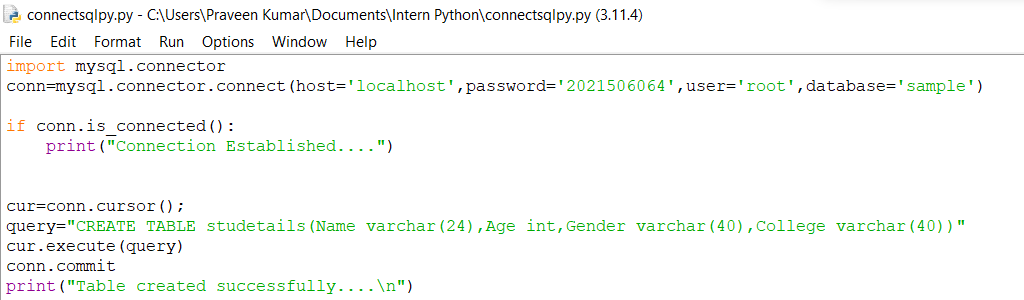 connectsqlpy.py - C:\Users\Praveen Kumar\Documents\Intern Python\connectsqlpy.py (3.11.4)
File Edit Format Run Options Window Help
import mysql.connector
conn=mysql.connector.connect(host='localhost',password='2021506064',user='root',database='sample')
if conn.is_connected():
    print("Connection Established....")
cur=conn.cursor();
query="CREATE TABLE studetails(Name varchar(24),Age int,Gender varchar(40),College varchar(40))"
cur.execute(query)
conn.commit
print("Table created successfully....\n")